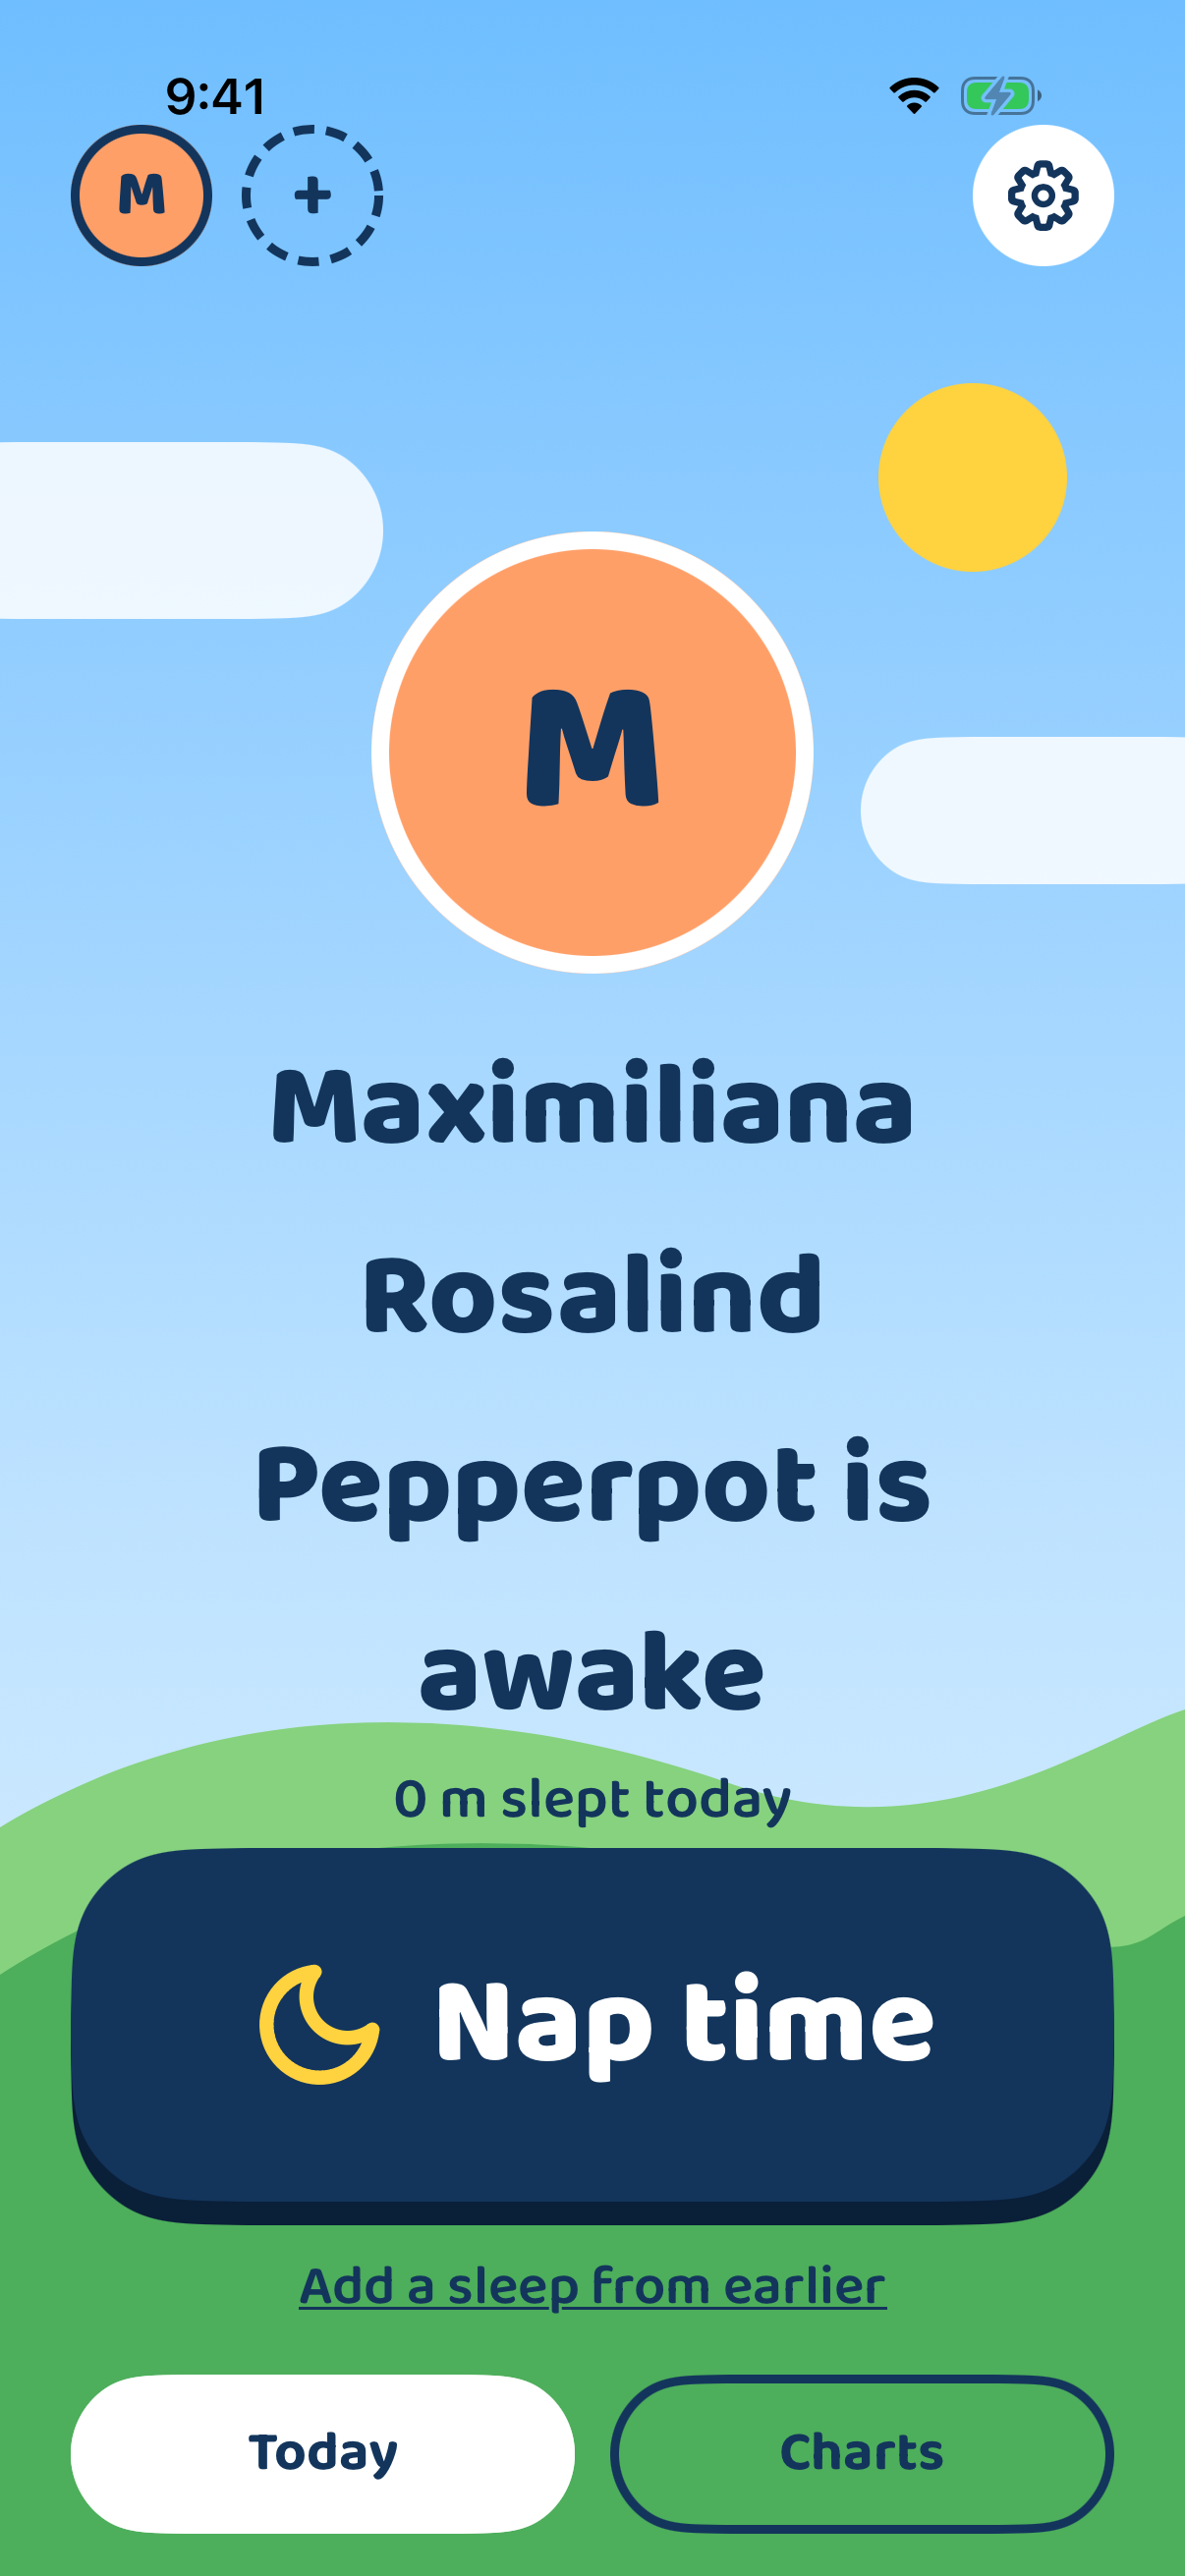 9:41
M
+
M
Maximiliana
Rosalind
Pepperpot is
awake
0 m slept today
Nap time
Add a sleep from earlier
Today
Charts